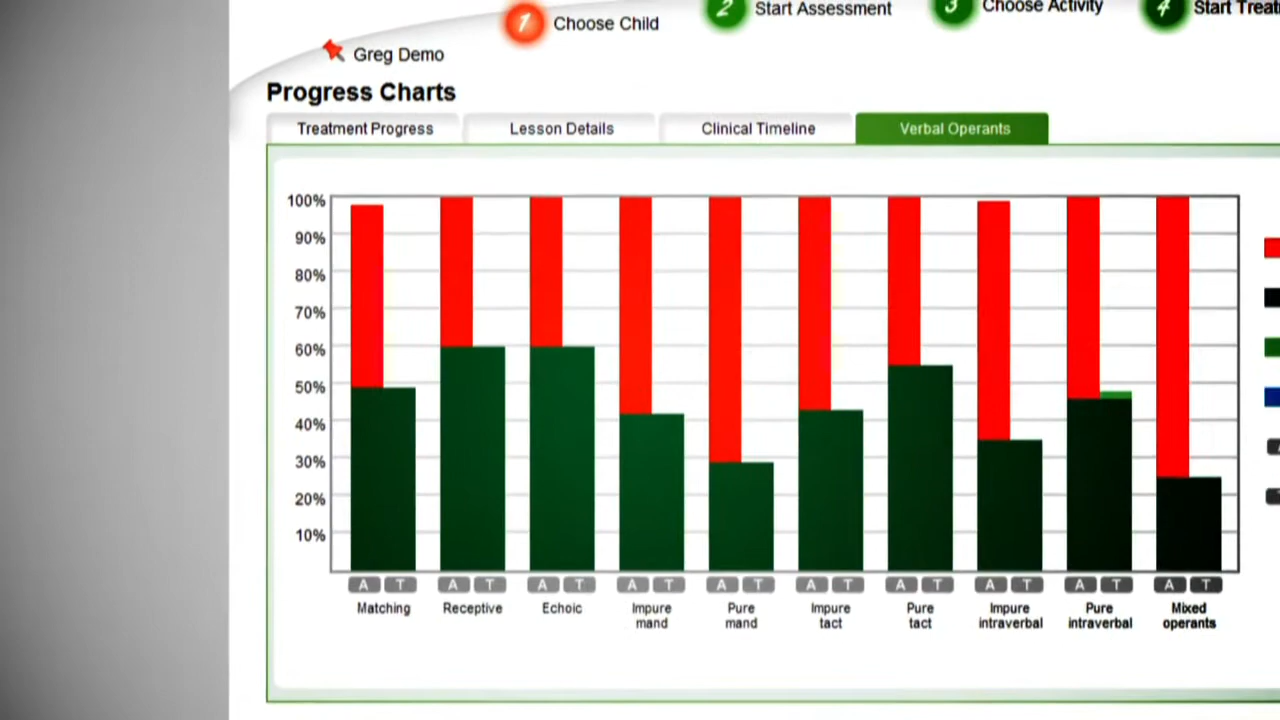 1 Choose Child
2 Start Assessment
3 Choose Activity
4 Start
Greg Demo
Progress Charts
Treatment Progress
Lesson Details
Clinical Timeline
Verbal Operants
100%
90%
80%
70%
60%
50%
40%
30%
20%
10%
A T A T A T A T A T A T A T A T A T A T
Matching
Receptive
Echoic
Impure
mand
Pure
mand
Impure
tact
Pure
tact
Impure
intraverbal
Pure
intraverbal
Mixed
operants